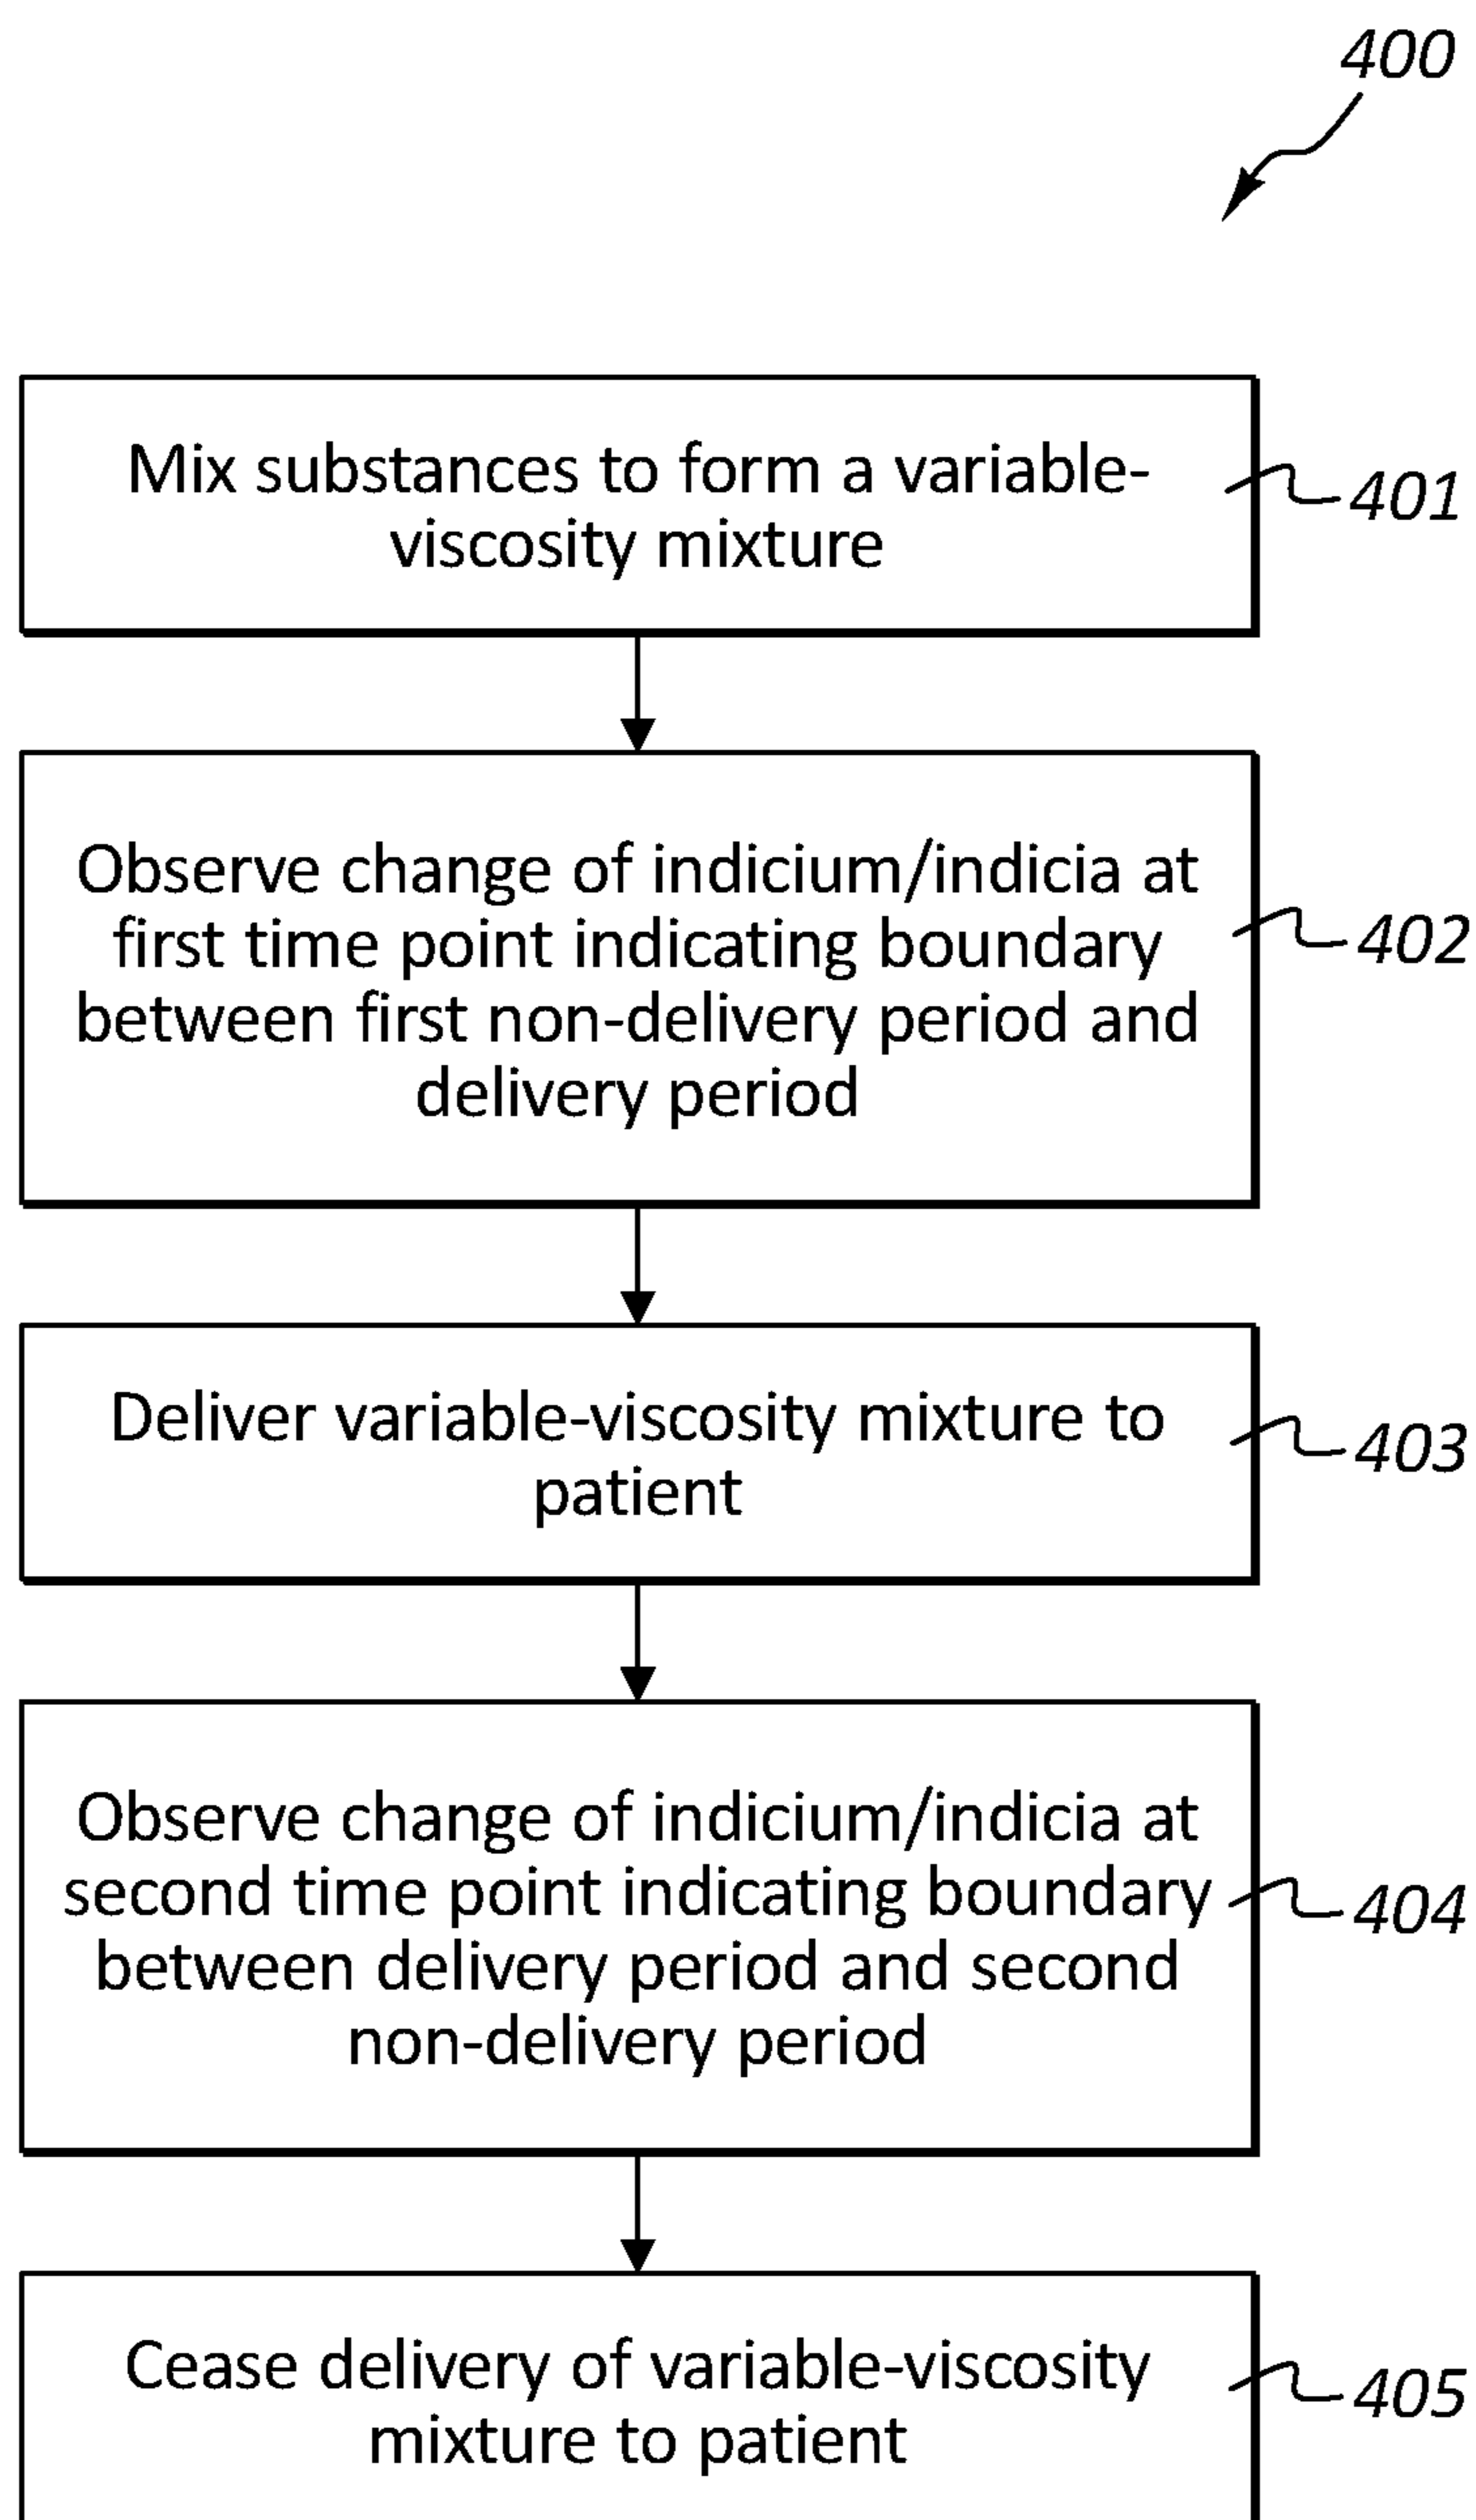 400
Mix substances to form a variable-
viscosity mixture
401
Observe change of indicium/indicia at
first time point indicating boundary
between first non-delivery period and
delivery period
402
Deliver variable-viscosity mixture to
patient
403
Observe change of indicium/indicia at
second time point indicating boundary
between delivery period and second
non-delivery period
404
Cease delivery of variable-viscosity
mixture to patient
405